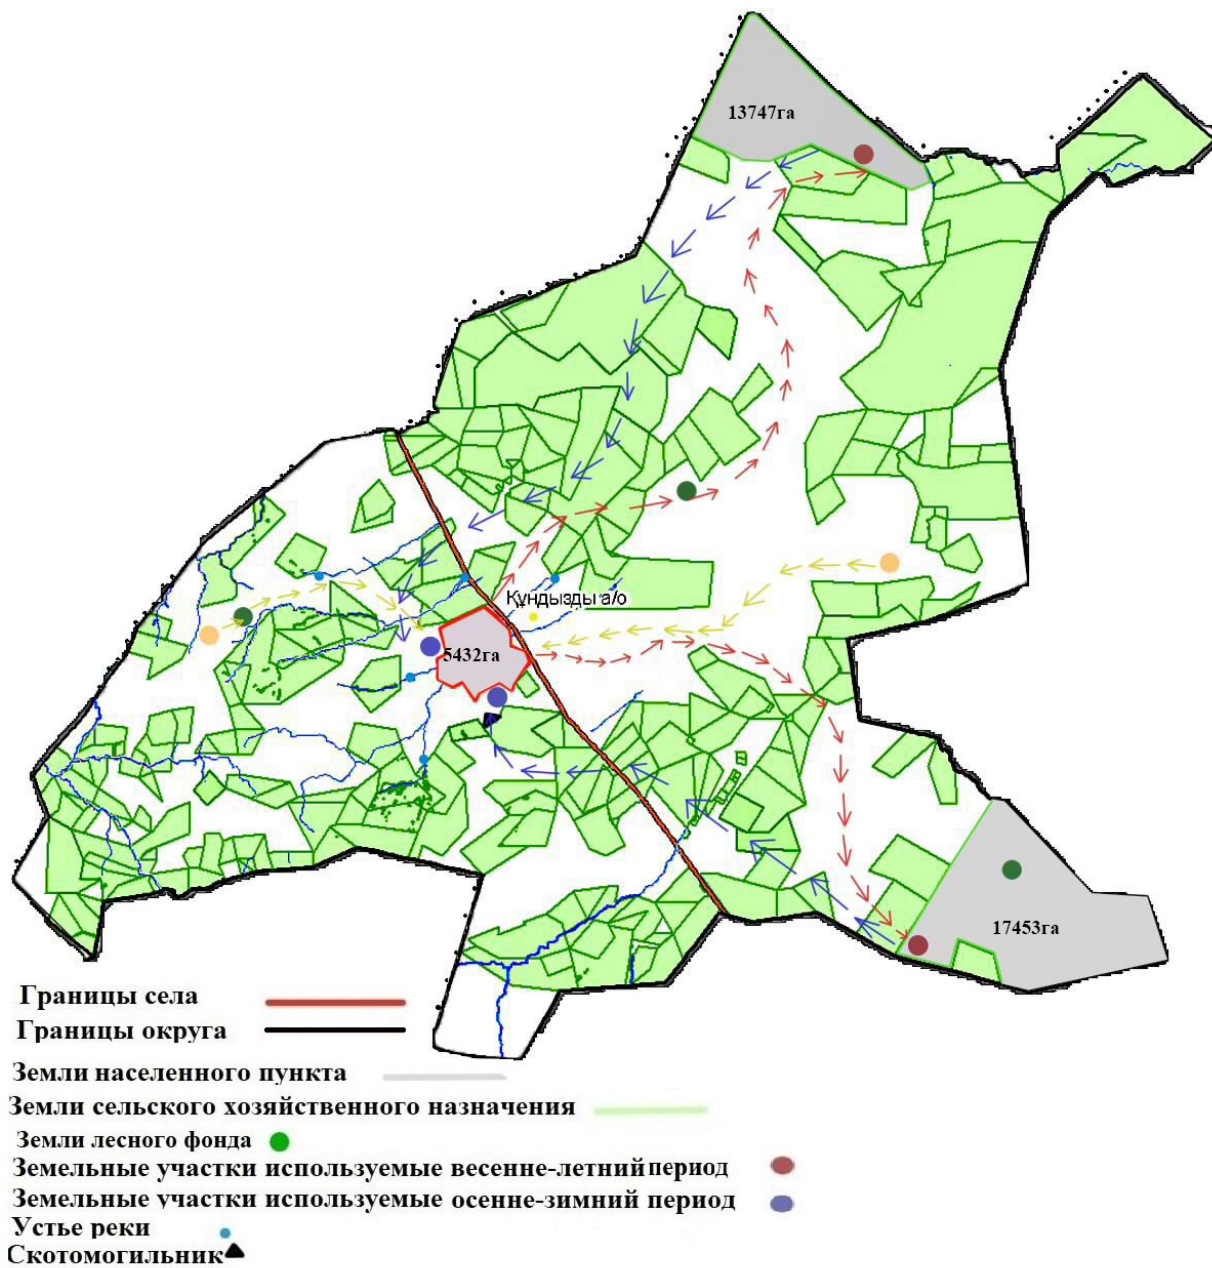 13747га
Құндызды а/о
5432га
17453га
Границы села
Границы округа
Земли населенного пункта
Земли сельского хозяйственного назначения
Земли лесного фонда
Земельные участки используемые весенне-летний период
Земельные участки используемые осенне-зимний период
Устье реки
Скотомогильник